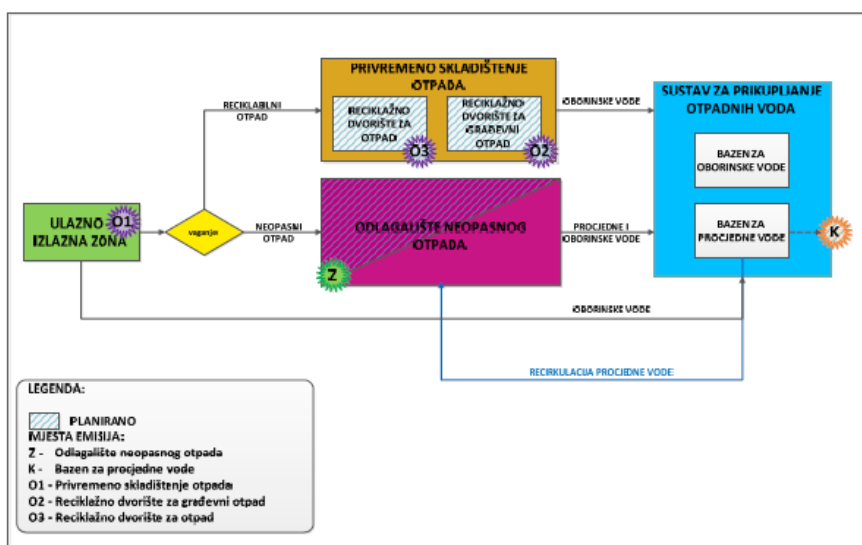 PRIVREMENO SKLADIŠTENJE
OTPADA
RECIKLAŽNO
DVORIŠTE ZA
OTPAD
O3
RECIKLAŽNO
DVORIŠTE ZA
GRAĐEVNI
OTPAD
O2
RECIKLABILNI
OTPAD
OBORINSKE VODE
SUSTAV ZA PRIKUPLJANJE
OTPADNIH VODA
BAZEN ZA
OBORINSKE VODE
BAZEN ZA
PROCJEDNE VODE
K
ULAZNO
IZLAZNA ZONA
O1
vaganje
NEOPASNI
OTPAD
ODLAGALIŠTE NEOPASNOG
OTPADA
Z
PROCJEDNE I
OBORINSKE VODE
OBORINSKE VODE
RECIRKULACIJA PROCJEDNE VODE
LEGENDA:
PLANIRANO
MJESTA EMISIJA:
Z - Odlagalište neopasnog otpada
K - Bazen za procjedne vode
O1 - Privremeno skladištenje otpada
O2 - Reciklažno dvorište za građevni otpad
O3 - Reciklažno dvorište za otpad